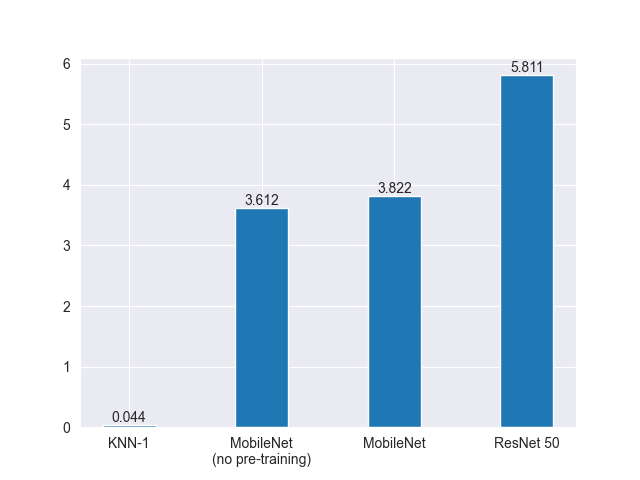 6
5
4
3
2
1
0
0.044
3.612
3.822
5.811
KNN-1
MobileNet
(no pre-training)
MobileNet
ResNet 50